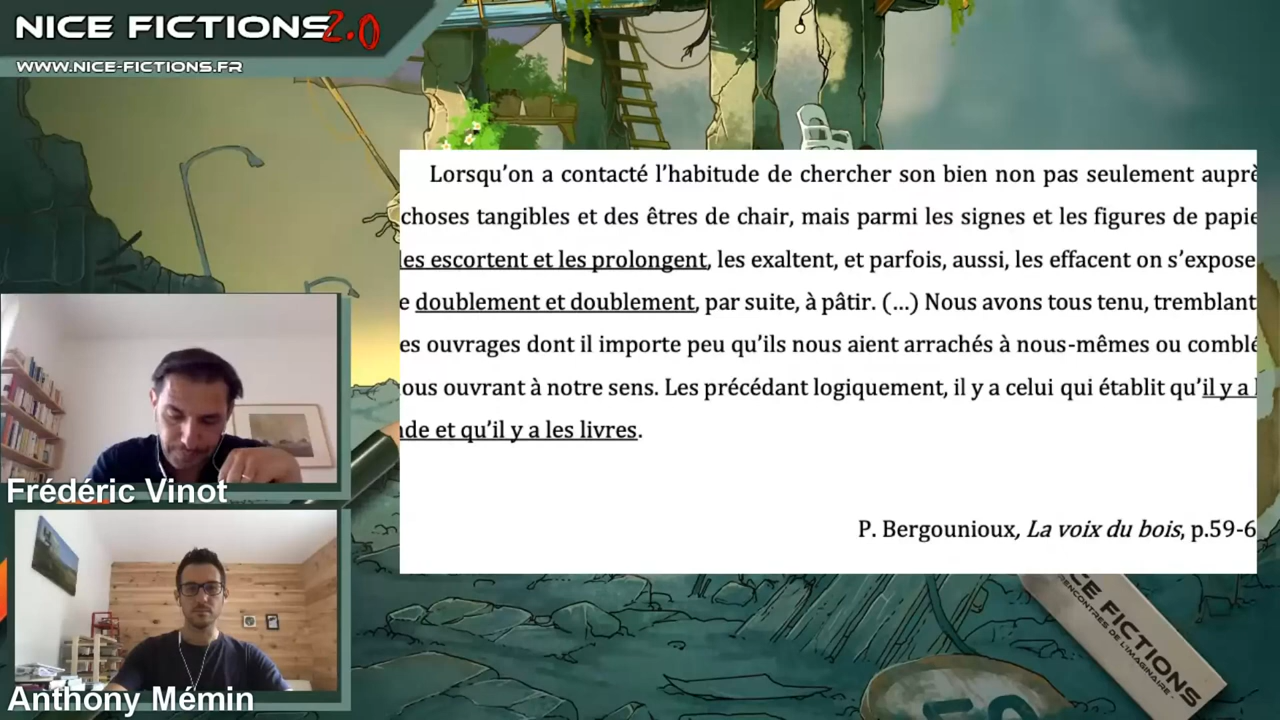 NICE FICTIONS 2.0
WWW.NICE-FICTIONS.FR
Lorsqu’on a contacté l’habitude de chercher son bien non pas seulement auprè
choses tangibles et des êtres de chair, mais parmi les signes et les figures de papie
les escortent et les prolongent, les exaltent, et parfois, aussi, les effacent on s’expose
e doublement et doublement, par suite, à pâtir. (…) Nous avons tous tenu, tremblant
es ouvrages dont il importe peu qu’ils nous aient arrachés à nous-mêmes ou comblé
ous ouvrant à notre sens. Les précédant logiquement, il y a celui qui établit qu’il y a l
nde et qu’il y a les livres.
P. Bergounioux, La voix du bois, p.59-6
Frédéric Vinot
Anthony Mémin
CE FICTIONS
RENCONTRES DE L'IMAGINAIRE